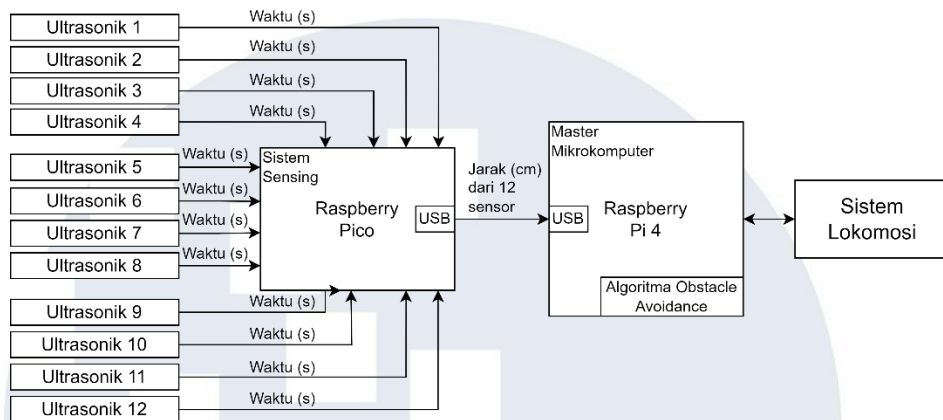 Ultrasonik 1
Waktu (s)
Ultrasonik 2
Waktu (s)
Ultrasonik 3
Waktu (s)
Ultrasonik 4
Waktu (s)
Ultrasonik 5
Waktu (s)
Ultrasonik 6
Waktu (s)
Ultrasonik 7
Waktu (s)
Ultrasonik 8
Waktu (s)
Ultrasonik 9
Waktu (s)
Ultrasonik 10
Waktu (s)
Ultrasonik 11
Waktu (s)
Ultrasonik 12
Waktu (s)
Sistem
Sensing
Raspberry
Pico
USB
Jarak (cm)
dari 12
sensor
Master
Mikrokomputer
USB
Raspberry
Pi 4
Algoritma Obstacle
Avoidance
Sistem
Lokomosi